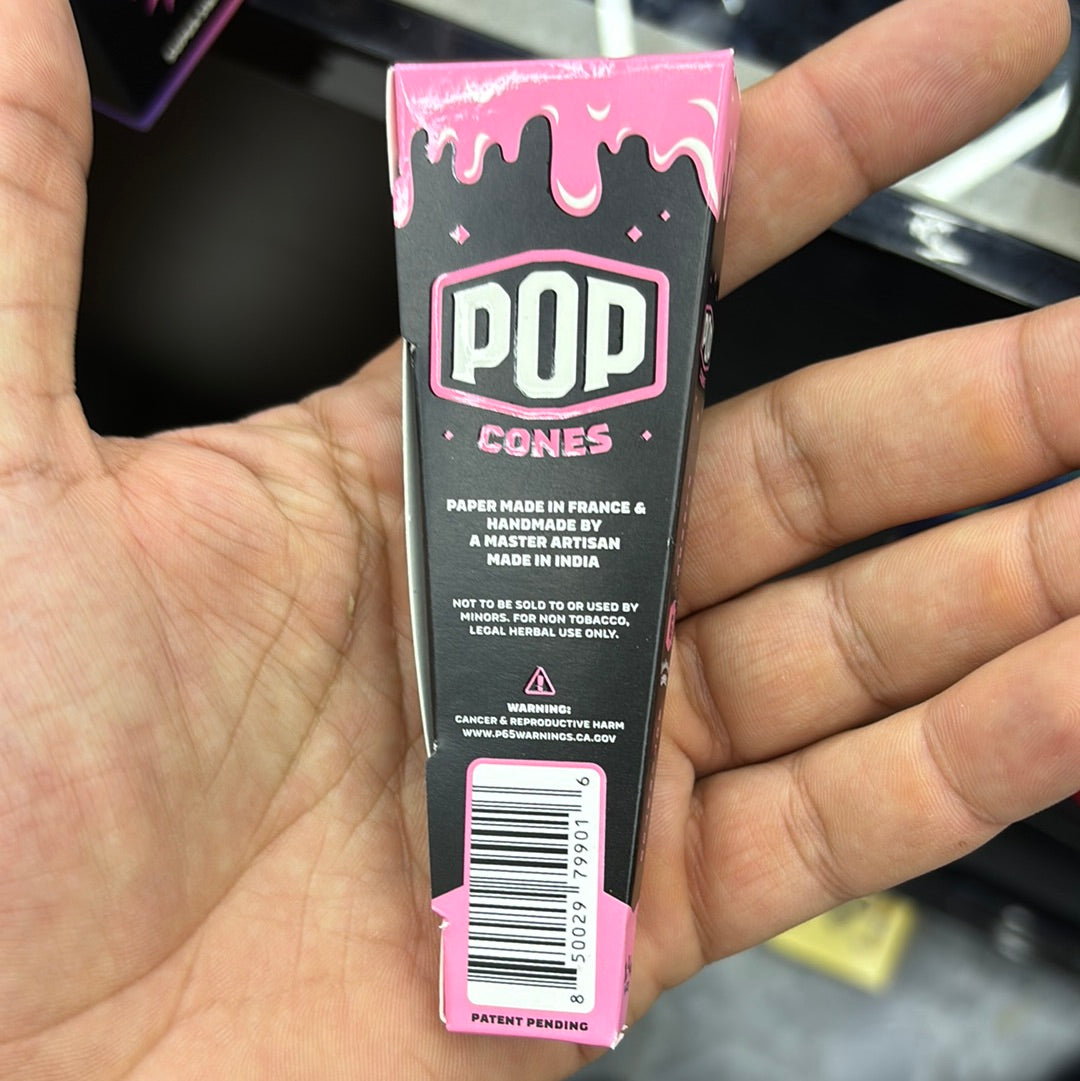 POP
CONES
PAPER MADE IN FRANCE &
HANDMADE BY
A MASTER ARTISAN
MADE IN INDIA
NOT TO BE SOLD TO OR USED BY
MINORS. FOR NON TOBACCO,
LEGAL HERBAL USE ONLY.
WARNING:
CANCER & REPRODUCTIVE HARM
WWW.P65WARNINGS.CA.GOV
8 50029 79901 6
PATENT PENDING